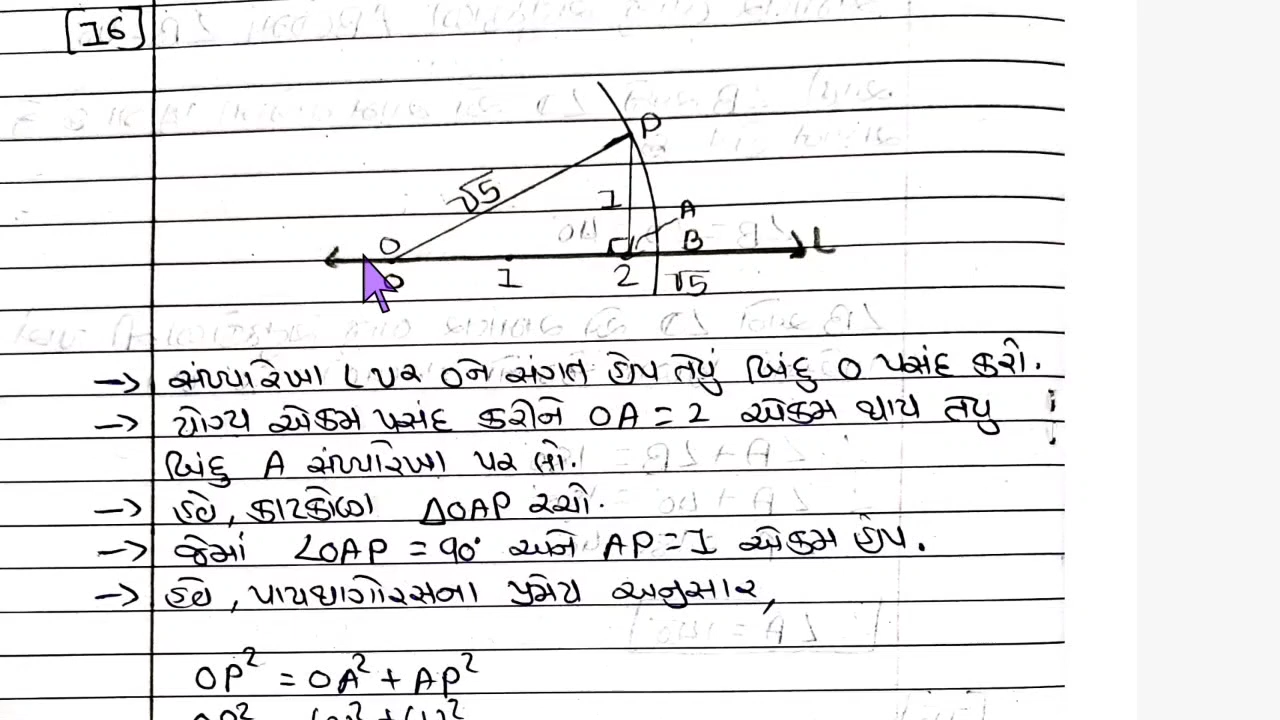 [16]
P
√5
1
A
O
B
L
0
1
2
√5
→ સંખ્યારેખા L પર 0ને સંગત હોય તેવું બિંદુ O પસંદ કરો.
→ યોગ્ય એકમ પસંદ કરીને OA = 2 એકમ થાય તેવું
બિંદુ A સંખ્યારેખા પર લો.
→ હવે, કાટકોણ ΔOAP રચો.
→ જેમાં ∠OAP = 90° અને AP = 1 એકમ હોય.
→ હવે, પાયથાગોરસના પ્રમેય અનુસાર,
OP² = OA² + AP²